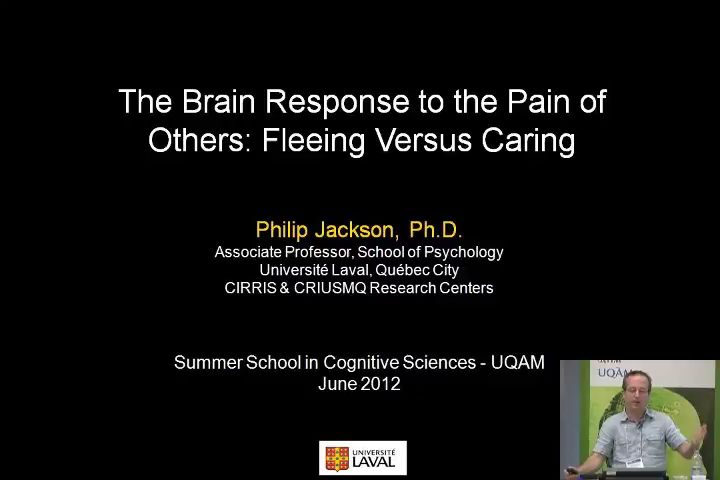 The Brain Response to the Pain of
Others: Fleeing Versus Caring
Philip Jackson, Ph.D.
Associate Professor, School of Psychology
Université Laval, Québec City
CIRRIS & CRIUSMQ Research Centers
Summer School in Cognitive Sciences - UQAM
June 2012
UQÀM
UNIVERSITÉ
LAVAL